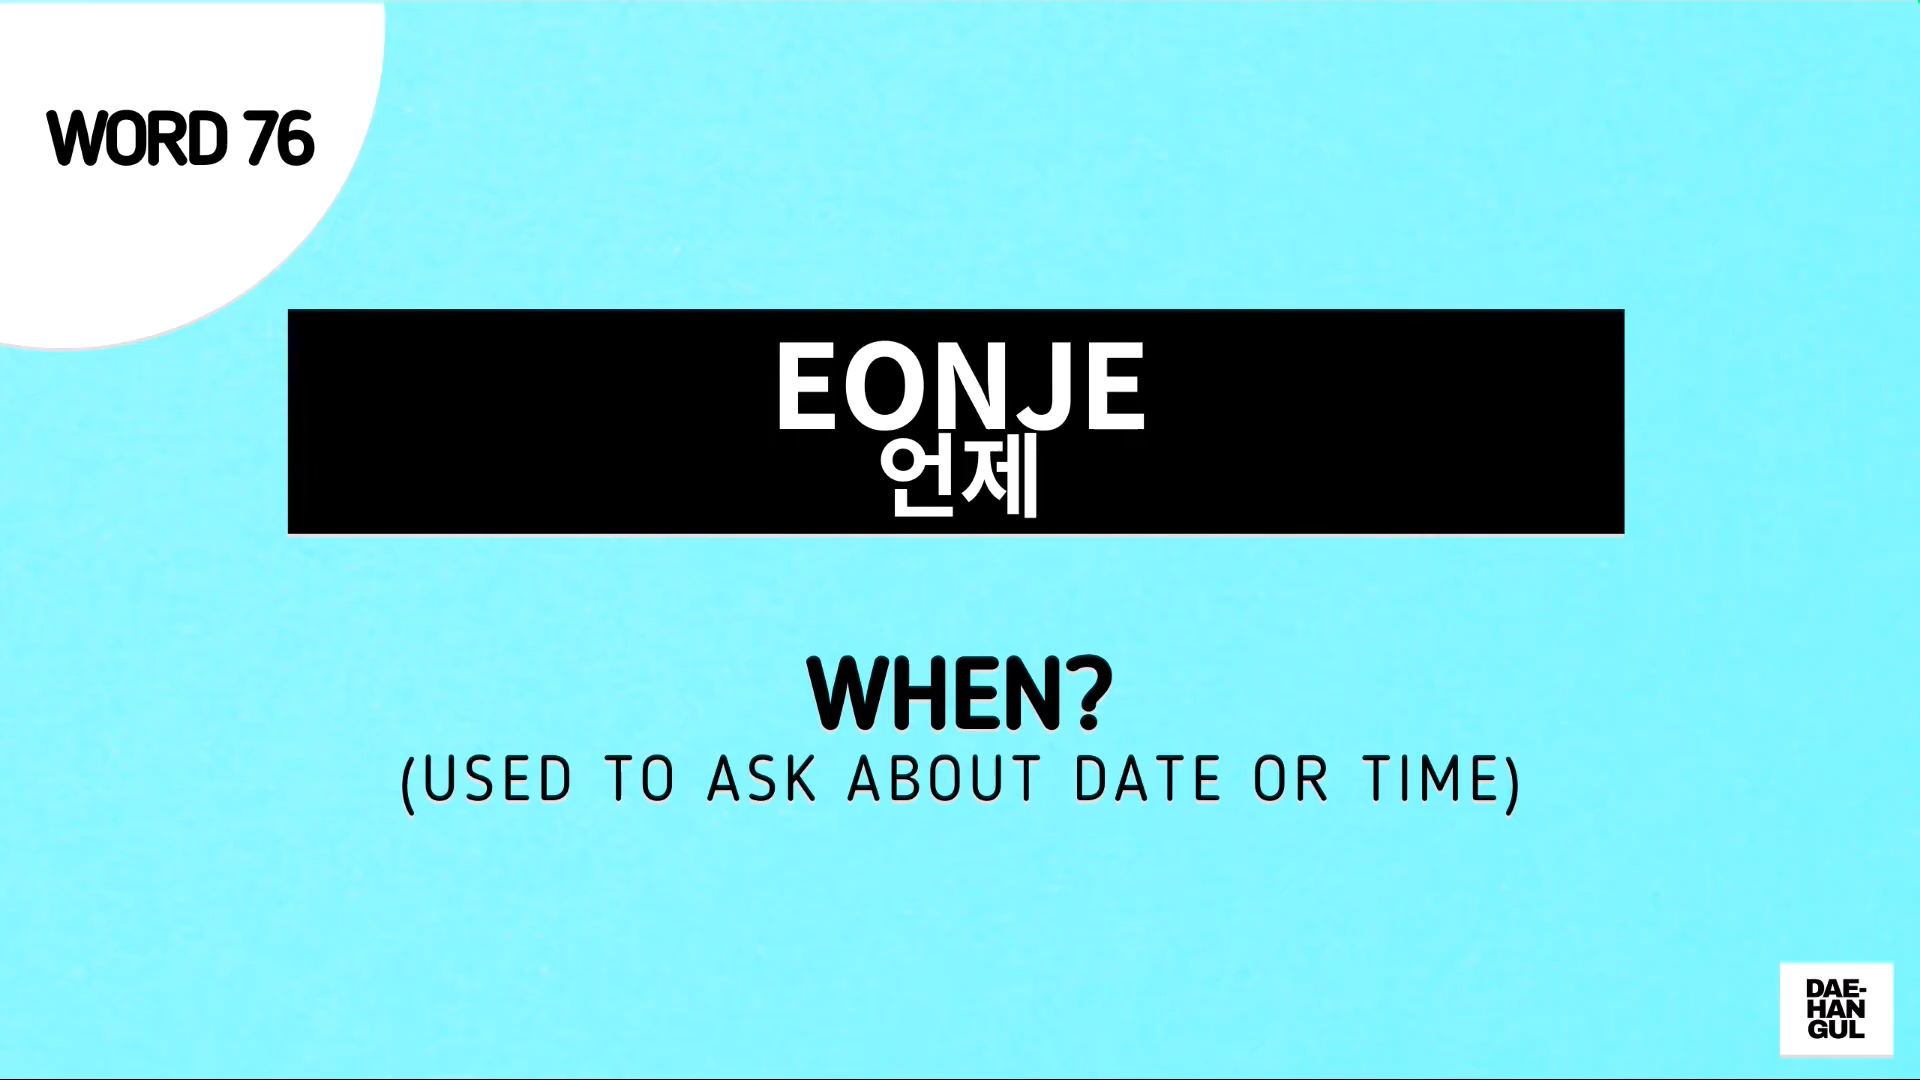 WORD 76
EONJE
언제
WHEN?
(USED TO ASK ABOUT DATE OR TIME)
DAE-
HAN
GUL